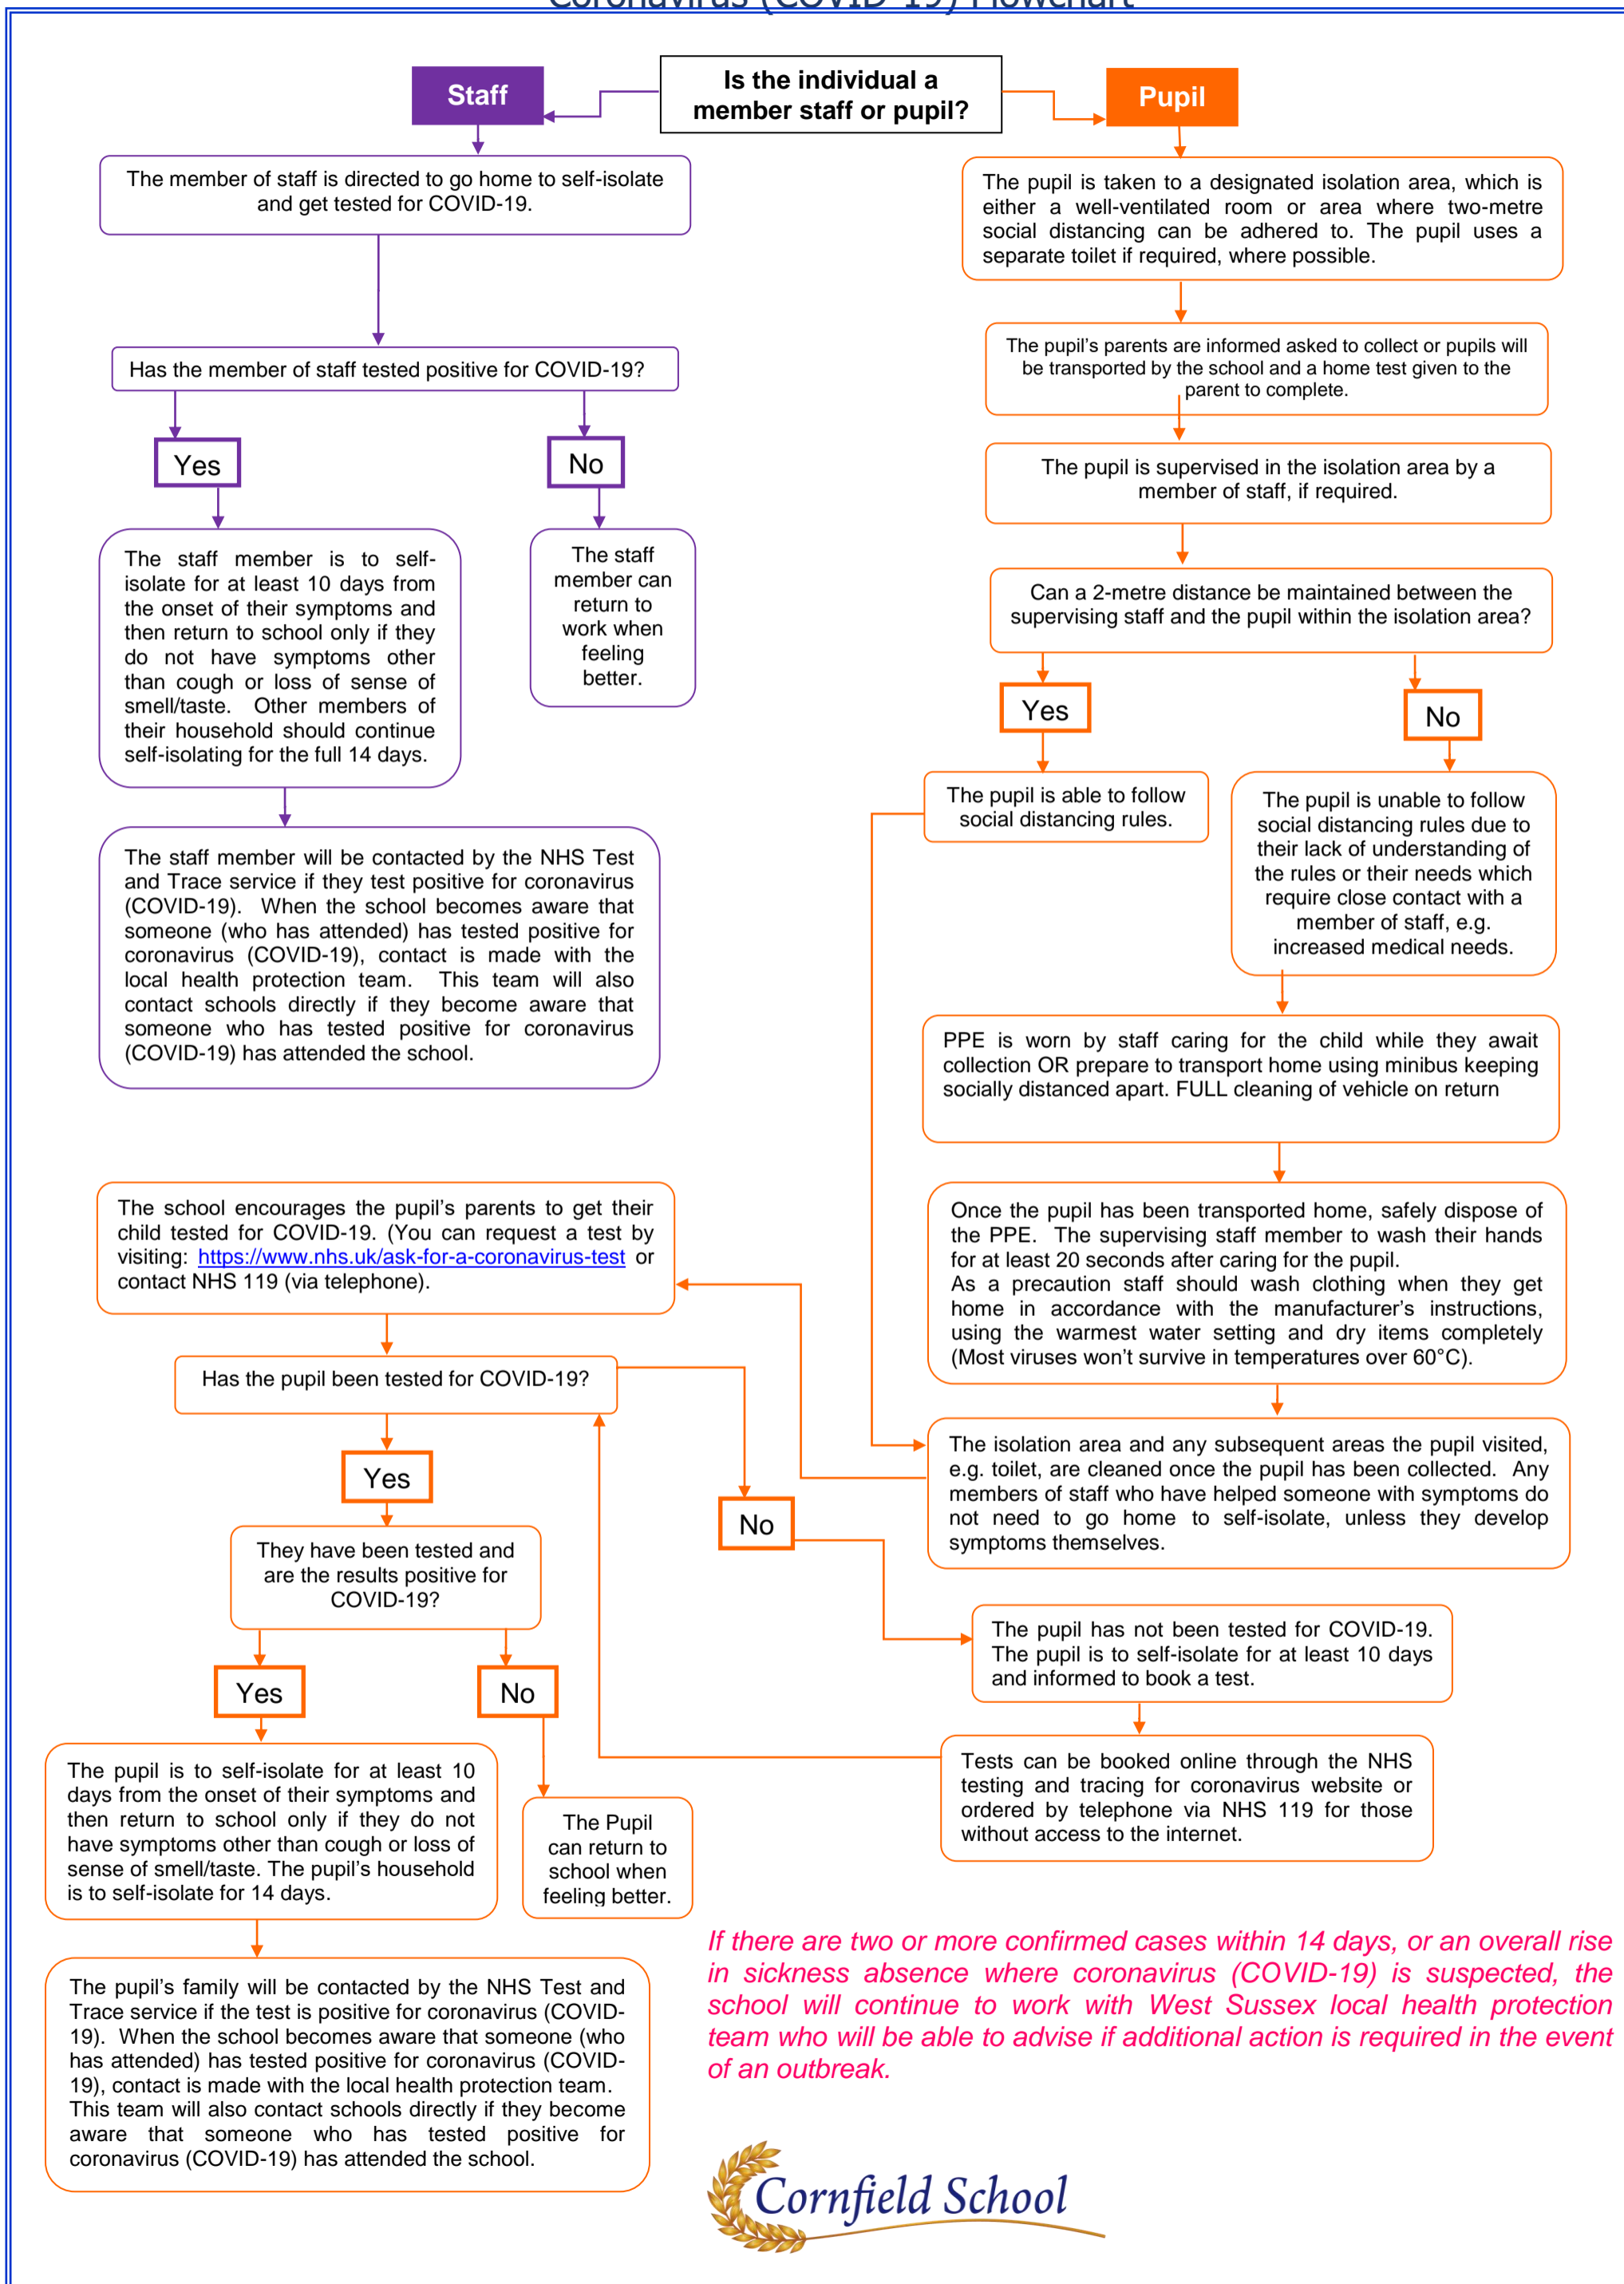 Coronavirus (COVID-19) Flowchart
Is the individual a
member staff or pupil?
Staff
Pupil
The member of staff is directed to go home to self-isolate
and get tested for COVID-19.
Has the member of staff tested positive for COVID-19?
Yes
No
The staff member is to self-
isolate for at least 10 days from
the onset of their symptoms and
then return to school only if they
do not have symptoms other
than cough or loss of sense of
smell/taste. Other members of
their household should continue
self-isolating for the full 14 days.
The staff
member can
return to
work when
feeling
better.
The staff member will be contacted by the NHS Test
and Trace service if they test positive for coronavirus
(COVID-19). When the school becomes aware that
someone (who has attended) has tested positive for
coronavirus (COVID-19), contact is made with the
local health protection team. This team will also
contact schools directly if they become aware that
someone who has tested positive for coronavirus
(COVID-19) has attended the school.
The pupil is taken to a designated isolation area, which is
either a well-ventilated room or area where two-metre
social distancing can be adhered to. The pupil uses a
separate toilet if required, where possible.
The pupil's parents are informed asked to collect or pupils will
be transported by the school and a home test given to the
parent to complete.
The pupil is supervised in the isolation area by a
member of staff, if required.
Can a 2-metre distance be maintained between the
supervising staff and the pupil within the isolation area?
Yes
No
The pupil is able to follow
social distancing rules.
The pupil is unable to follow
social distancing rules due to
their lack of understanding of
the rules or their needs which
require close contact with a
member of staff, e.g.
increased medical needs.
PPE is worn by staff caring for the child while they await
collection OR prepare to transport home using minibus keeping
socially distanced apart. FULL cleaning of vehicle on return
Once the pupil has been transported home, safely dispose of
the PPE. The supervising staff member to wash their hands
for at least 20 seconds after caring for the pupil.
As a precaution staff should wash clothing when they get
home in accordance with the manufacturer's instructions,
using the warmest water setting and dry items completely
(Most viruses won't survive in temperatures over 60°C).
The isolation area and any subsequent areas the pupil visited,
e.g. toilet, are cleaned once the pupil has been collected. Any
members of staff who have helped someone with symptoms do
not need to go home to self-isolate, unless they develop
symptoms themselves.
The school encourages the pupil's parents to get their
child tested for COVID-19. (You can request a test by
visiting: https://www.nhs.uk/ask-for-a-coronavirus-test or
contact NHS 119 (via telephone).
Has the pupil been tested for COVID-19?
Yes
No
They have been tested and
are the results positive for
COVID-19?
Yes
No
The pupil has not been tested for COVID-19.
The pupil is to self-isolate for at least 10 days
and informed to book a test.
Tests can be booked online through the NHS
testing and tracing for coronavirus website or
ordered by telephone via NHS 119 for those
without access to the internet.
The pupil is to self-isolate for at least 10
days from the onset of their symptoms and
then return to school only if they do not
have symptoms other than cough or loss of
sense of smell/taste. The pupil's household
is to self-isolate for 14 days.
The Pupil
can return to
school when
feeling better.
The pupil's family will be contacted by the NHS Test and
Trace service if the test is positive for coronavirus (COVID-
19). When the school becomes aware that someone (who
has attended) has tested positive for coronavirus (COVID-
19), contact is made with the local health protection team.
This team will also contact schools directly if they become
aware that someone who has tested positive for
coronavirus (COVID-19) has attended the school.
If there are two or more confirmed cases within 14 days, or an overall rise
in sickness absence where coronavirus (COVID-19) is suspected, the
school will continue to work with West Sussex local health protection
team who will be able to advise if additional action is required in the event
of an outbreak.
Cornfield School